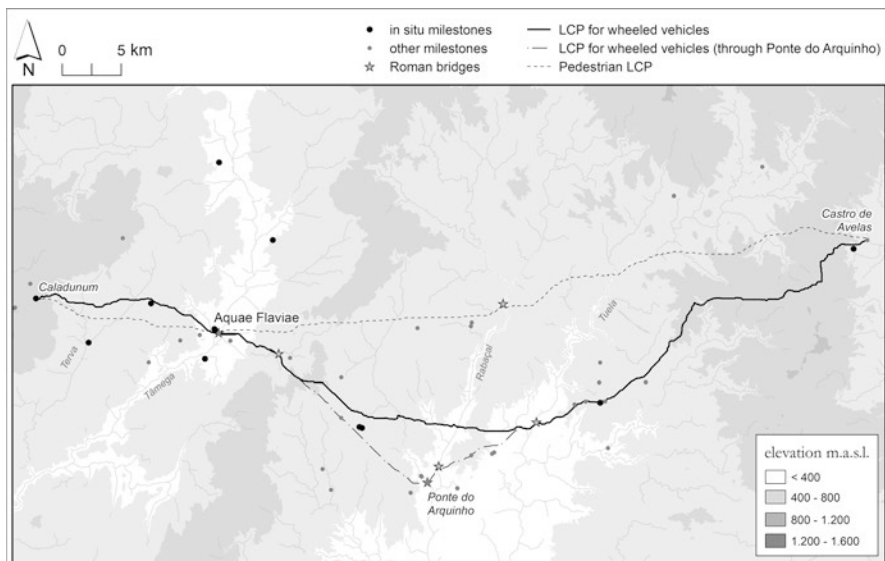 N
0 5 km
in situ milestones
other milestones
Roman bridges
LCP for wheeled vehicles
LCP for wheeled vehicles (through Ponte do Arquinho)
Pedestrian LCP
Castro de
Avelas
Caladunum
Aquae Flaviae
Terva
Tâmega
Rabaçal
Tuela
Ponte do
Arquinho
elevation m.a.s.l.
< 400
400 - 800
800 - 1.200
1.200 - 1.600